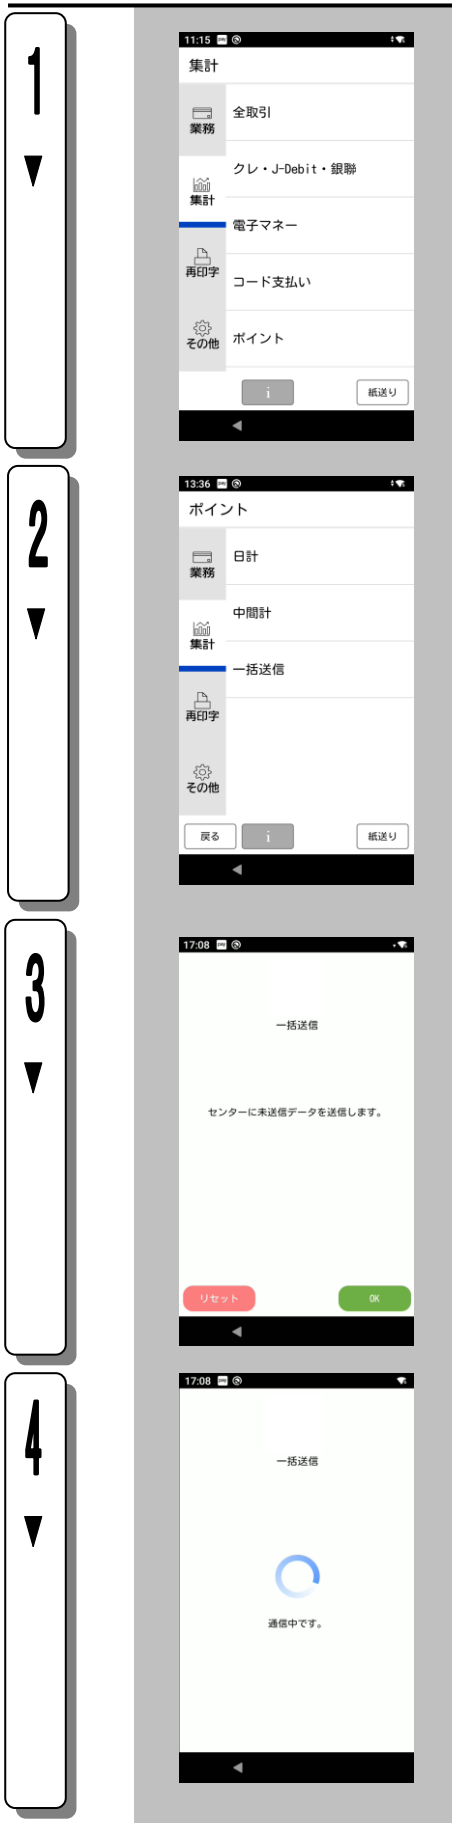 1
▼
11:15
集計
業務
集計
再印字
その他
全取引
クレ・J-Debit・銀聯
電子マネー
コード支払い
ポイント
i
紙送り
2
▼
13:36
ポイント
業務
集計
再印字
その他
日計
中間計
一括送信
戻る
i
紙送り
3
▼
17:08
一括送信
センターに未送信データを送信します。
リセット
OK
4
▼
17:08
一括送信
通信中です。